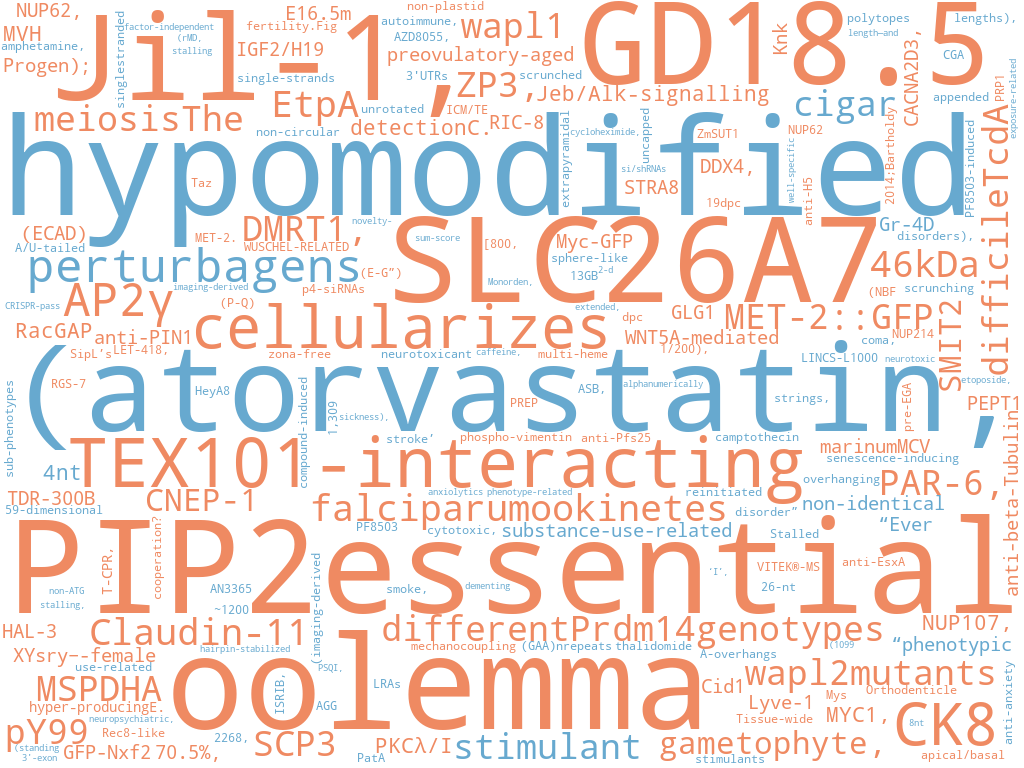 NUP62,
MVH
amphetamine,
Progen);
singlestranded
factor-independent
(rMD,
stalling
Jil-1,
fertility.Fig
E16.5m
IGF2/H19
single-strands
non-plastid
autoimmune,
AZD8055,
wapl1
preovulatory-aged
3'UTRs
scrunched
ZP3,
Jeb/Alk-signalling
GD18.5
Knk
polytopes
length—and
lengths),
CGA
CACNA2D3,
appended
PRP1
exposure-related
EtpA
unrotated
ICM/TE
meiosisThe
non-circular
detectionC.
RIC-8
extrapyramidal
cycloheximide,
uncapped
ZmSUT1
NUP62
cigar
2014;Bartholdy
hypomodified
Taz
si/shRNAs
STRA8
DDX4,
19dpc
well-specific
anti-H5
PF8503-induced
difficileTcdA
(ECAD)
A/U-tailed
MET-2.
WUSCHEL-RELATED
DMRT1,
novelty-
sum-score
[800,
Myc-GFP
sphere-like
13GB
2-d
SLC26A7
Gr-4D
disorders),
46kDa
perturbagens
(E-G”)
imaging-derived
p4-siRNAs
Monorden,
(NBF
scrunching
CRISPR-pass
AP2γ
(P-Q)
extended,
dpc
GLG1
MET-2::GFP
NUP214
RacGAP
anti-PIN1
cellularizes
WNT5A-mediated
T/200),
coma,
SMIT2
SipL’s
LET-418,
zona-free
neurotoxicant
caffeine,
multi-heme
LINCS-L1000
neurotoxic
RGS-7
HeyA8
(atorvastatin,
ASB,
alphanumerically
strings,
etoposide,
PREP
pre-EGA
PEPT1
sub-phenotypes
compound-induced
1,309
sickness),
stroke’
phospho-vimentin
anti-Pfs25
camptothecin
marinumMCV
senescence-inducing
4nt
TEX101-interacting
overhanging
PAR-6,
anti-beta-Tubulin
TDR-300B
59-dimensional
CNEP-1
anxiolytics
phenotype-related
reinitiated
falciparumookinetes
disorder”
non-identical
PF8503
cytotoxic,
substance-use-related
Stalled
“Ever
PIP2essential
T-CPR,
cooperation?
non-ATG
stalling,
AN3365
~1200
(imaging-derived
smoke,
dementing
'I',
VITEK®-MS
26-nt
anti-EsxA
HAL-3
Claudin-11
differentPrdm14genotypes
NUP107,
XYsry−-female
use-related
hairpin-stabilized
mechanocoupling
(GAA)nrepeats
thalidomide
A-overhangs
(1099
“phenotypic
MSPDHA
hyper-producingE.
oolemma
PSQI,
ISRIB,
AGG
LRAs
Cid1
wapl2mutants
Lyve-1
Mys
Orthodenticle
pY99
neuropsychiatric,
Rec8-like
Tissue-wide
MYC1,
CK8
8nt
anti-anxiety
(standing
3'-exon
GFP-Nxf2
70.5%,
2268,
SCP3
PatA
PKCλ/I
stimulant
gametophyte,
stimulants
apical/basal